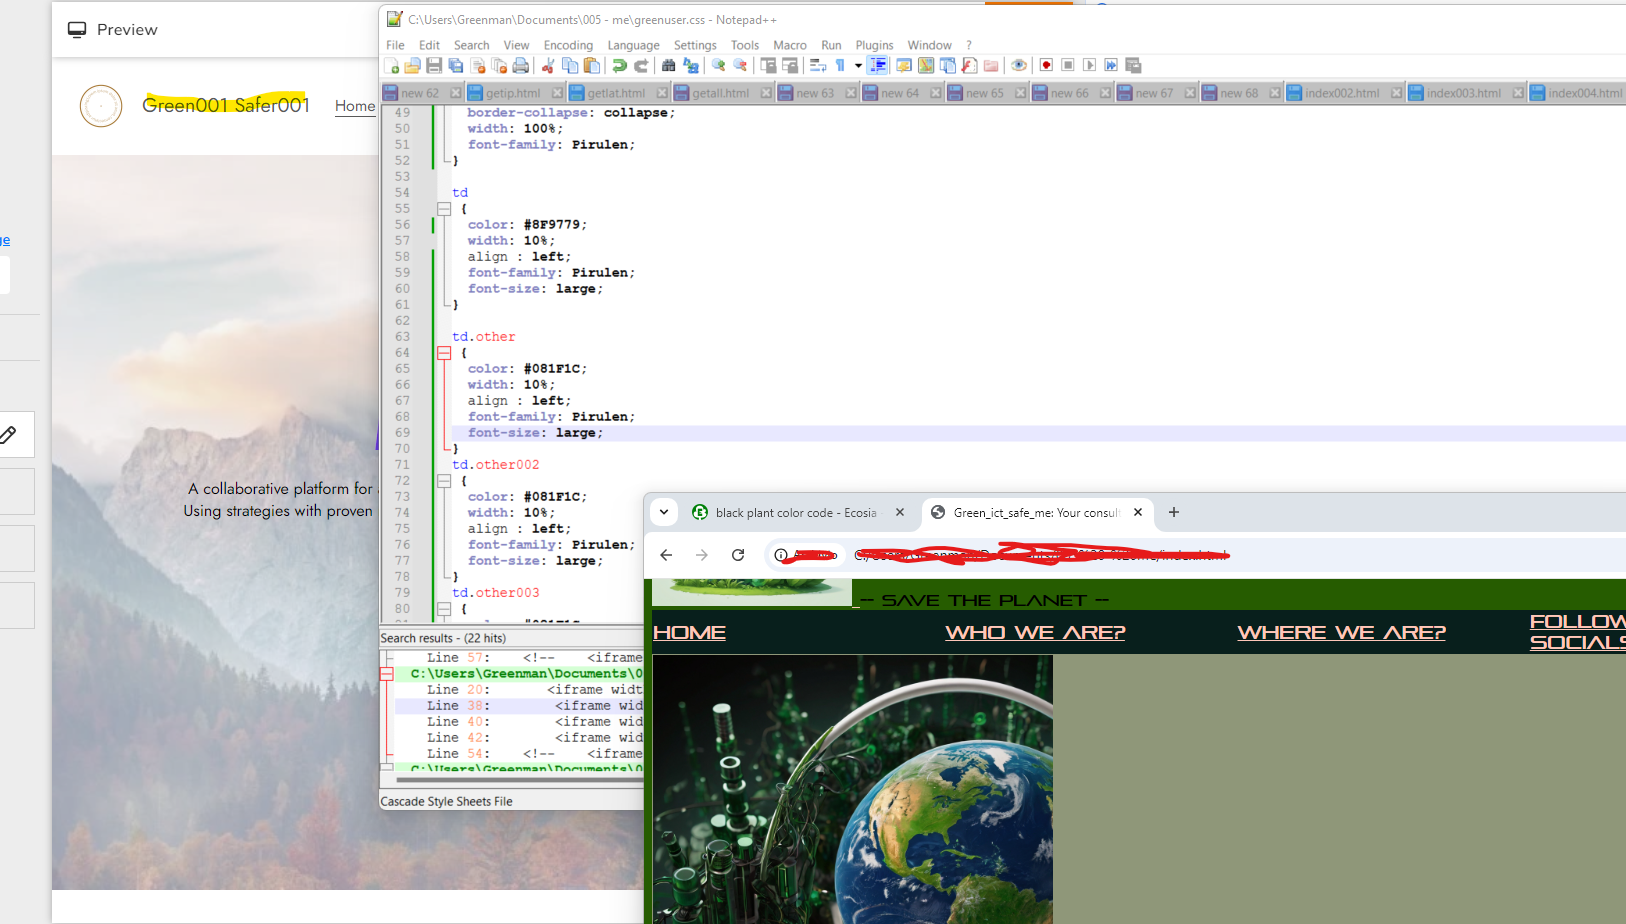 Preview
Green001 Safer001
Home
ge
A collaborative platform for
Using strategies with proven
C:\Users\Greenman\Documents\005 - me\greenuser.css - Notepad++
File Edit Search View Encoding Language Settings Tools Macro Run Plugins Window ?
new 62 getip.html getlat.html getall.html new 63 new 64 new 65 new 66 new 67 new 68 index002.html index003.html index004.html
49 border-collapse: collapse;
50 width: 100%;
51 font-family: Pirulen;
52 }
53
54 td
55 {
56 color: #8F9779;
57 width: 10%;
58 align : left;
59 font-family: Pirulen;
60 font-size: large;
61 }
62
63 td.other
64 {
65 color: #081F1C;
66 width: 10%;
67 align : left;
68 font-family: Pirulen;
69 font-size: large;
70 }
71 td.other002
72 {
73 color: #081F1C;
74 width: 10%;
75 align : left;
76 font-family: Pirulen;
77 font-size: large;
78 }
79 td.other003
80 {
Search results - (22 hits)
Line 57: <!-- <iframe
C:\Users\Greenman\Documents\0
Line 20: <iframe widt
Line 38: <iframe wid
Line 40: <iframe wid
Line 42: <iframe wid
Line 54: <!-- <iframe
C:\Users\Greenman\Documents\0
Cascade Style Sheets File
black plant color code - Ecosia
Green_ict_safe_me: Your consult
-- SAVE THE PLANET --
HOME
WHO WE ARE?
WHERE WE ARE?
FOLLOW
SOCIALS